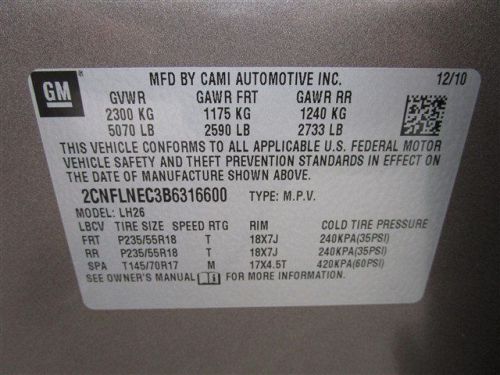 GM
MFD BY CAMI AUTOMOTIVE INC. 12/10
GVWR GAWR FRT GAWR RR
2300 KG 1175 KG 1240 KG
5070 LB 2590 LB 2733 LB
THIS VEHICLE CONFORMS TO ALL APPLICABLE U.S. FEDERAL MOTOR
VEHICLE SAFETY AND THEFT PREVENTION STANDARDS IN EFFECT ON
THE DATE OF MANUFACTURE SHOWN ABOVE.
2CNFLNEC3B6316600 TYPE: M.P.V.
MODEL: LH26
LBCV TIRE SIZE SPEED RTG RIM COLD TIRE PRESSURE
FRT P235/55R18 T 18X7J 240KPA(35PSI)
RR P235/55R18 T 18X7J 240KPA(35PSI)
SPA T145/70R17 M 17X4.5T 420KPA(60PSI)
SEE OWNER'S MANUAL FOR MORE INFORMATION.